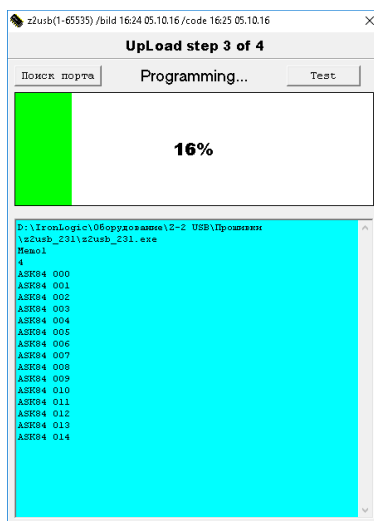 z2usb(1-65535) /bild 16:24 05.10.16 /code 16:25 05.10.16
UpLoad step 3 of 4
Поиск порта
Programming...
Test
16%
D:\IronLogic\Оборудование\Z-2 USB\Прошивки
\z2usb_231\z2usb_231.exe
Memo1
4
ASK84 000
ASK84 001
ASK84 002
ASK84 003
ASK84 004
ASK84 005
ASK84 006
ASK84 007
ASK84 008
ASK84 009
ASK84 010
ASK84 011
ASK84 012
ASK84 013
ASK84 014